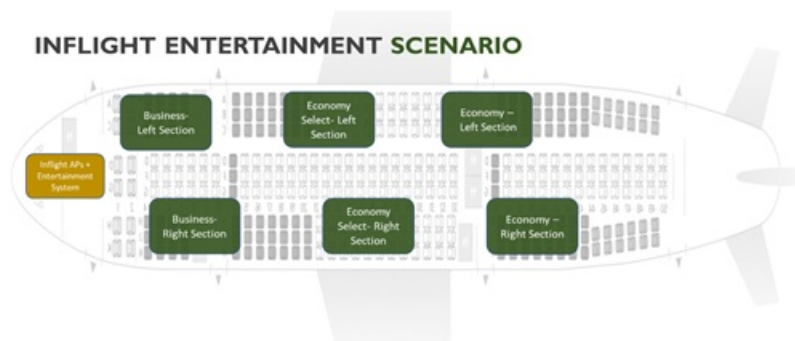 INFLIGHT ENTERTAINMENT SCENARIO
Business-
Left Section
Economy
Select- Left
Section
Economy –
Left Section
Inflight APs +
Entertainment
System
Business-
Right Section
Economy
Select- Right
Section
Economy –
Right Section